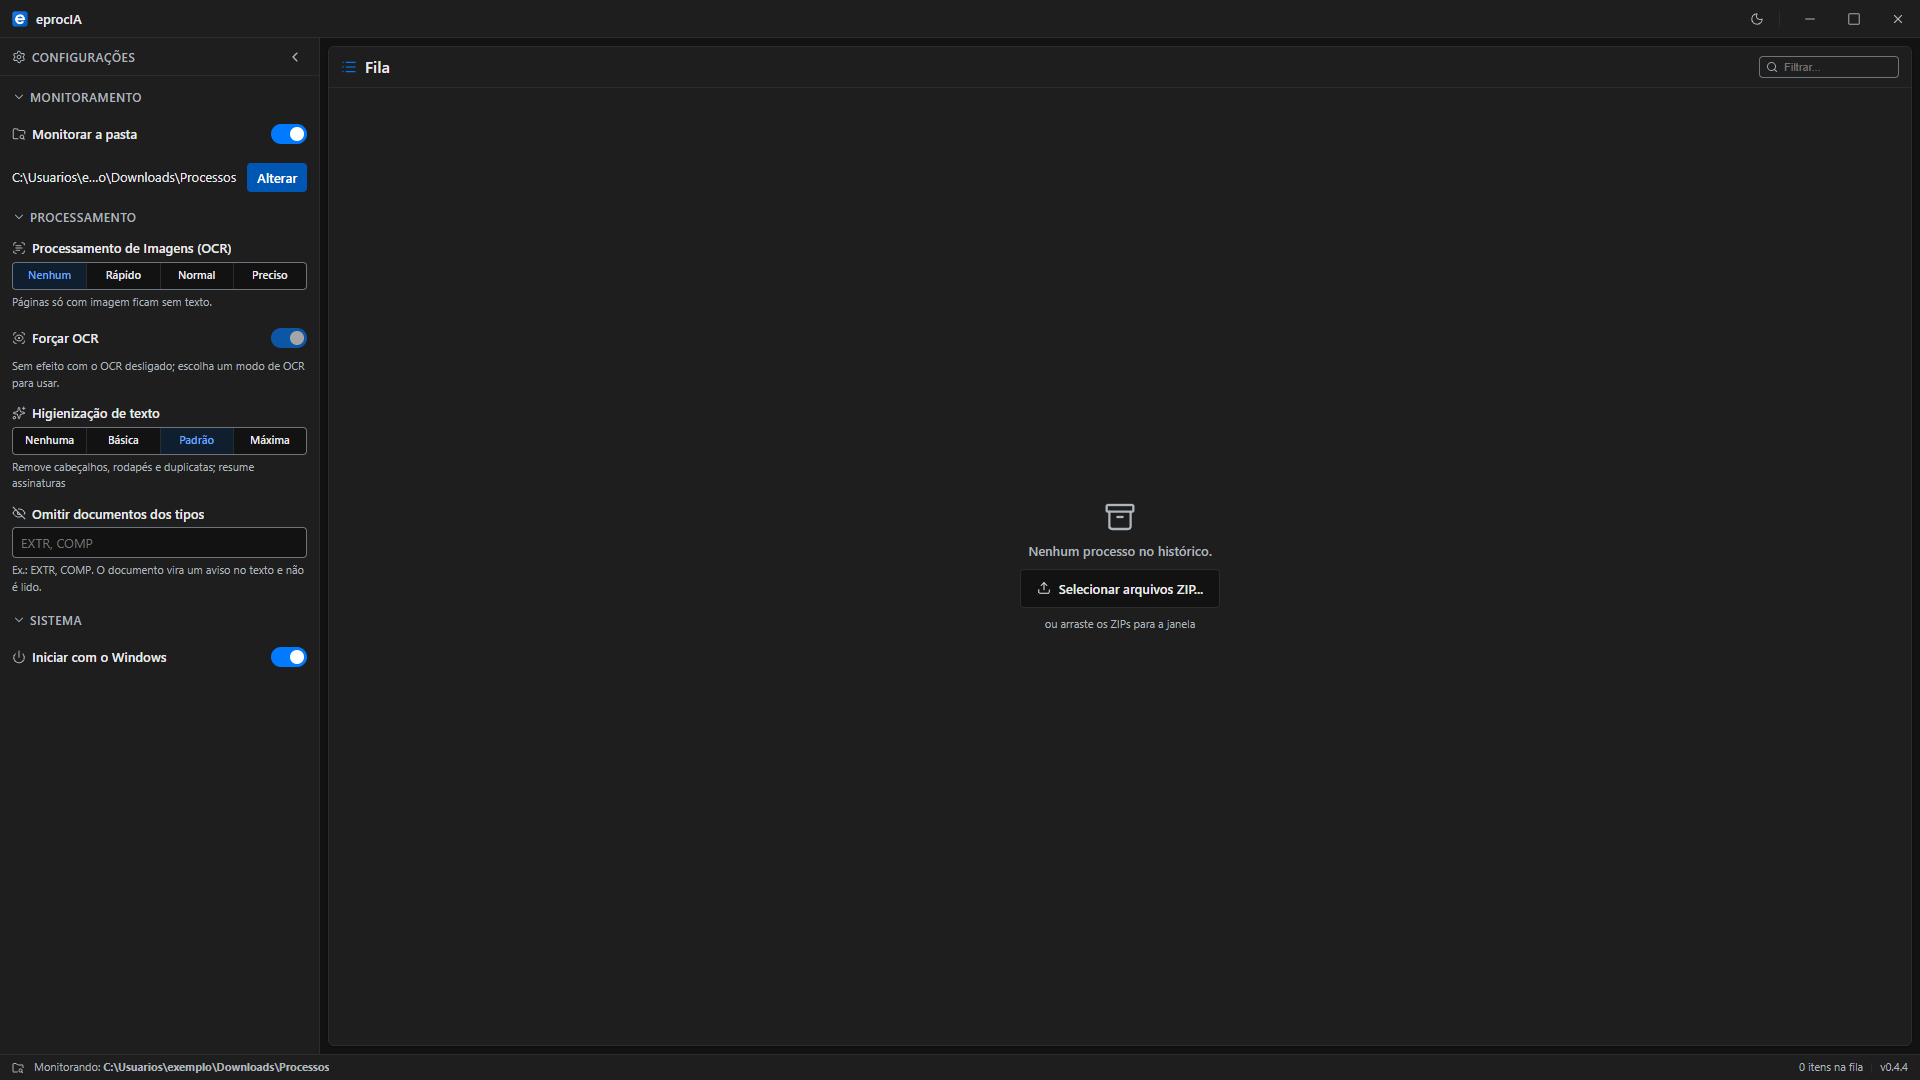 eprocIA
CONFIGURAÇÕES
MONITORAMENTO
Monitorar a pasta
C:\Usuarios\e...o\Downloads\Processos
Alterar
PROCESSAMENTO
Processamento de Imagens (OCR)
Nenhum
Rápido
Normal
Preciso
Páginas só com imagem ficam sem texto.
Forçar OCR
Sem efeito com o OCR desligado; escolha um modo de OCR
para usar.
Higienização de texto
Nenhuma
Básica
Padrão
Máxima
Remove cabeçalhos, rodapés e duplicatas; resume
assinaturas
Omitir documentos dos tipos
EXTR, COMP
Ex.: EXTR, COMP. O documento vira um aviso no texto e não
é lido.
SISTEMA
Iniciar com o Windows
Fila
Filtrar...
Nenhum processo no histórico.
Selecionar arquivos ZIP...
ou arraste os ZIPs para a janela
Monitorando: C:\Usuarios\exemplo\Downloads\Processos
0 itens na fila
v0.4.4